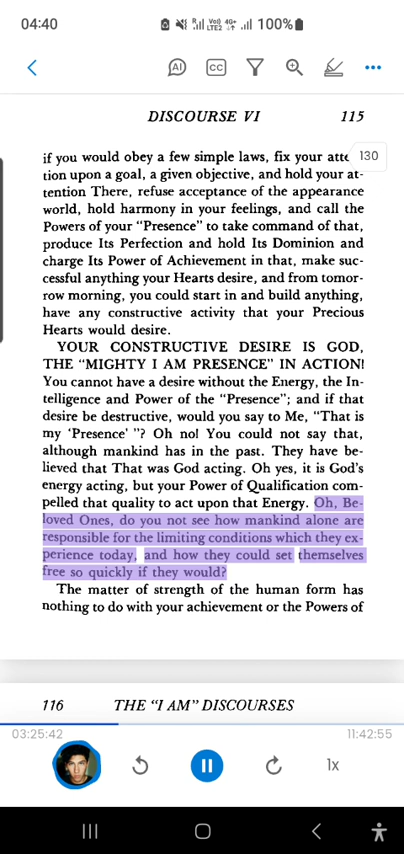 04:40
100%
AI
CC
DISCOURSE VI 115
130
if you would obey a few simple laws, fix your atte
tion upon a goal, a given objective, and hold your at-
tention There, refuse acceptance of the appearance
world, hold harmony in your feelings, and call the
Powers of your “Presence” to take command of that,
produce Its Perfection and hold Its Dominion and
charge Its Power of Achievement in that, make suc-
cessful anything your Hearts desire, and from tomor-
row morning, you could start in and build anything,
have any constructive activity that your Precious
Hearts would desire.
YOUR CONSTRUCTIVE DESIRE IS GOD,
THE “MIGHTY I AM PRESENCE” IN ACTION!
You cannot have a desire without the Energy, the In-
telligence and Power of the “Presence”; and if that
desire be destructive, would you say to Me, “That is
my ‘Presence’ ”? Oh no! You could not say that,
although mankind has in the past. They have be-
lieved that That was God acting. Oh yes, it is God’s
energy acting, but your Power of Qualification com-
pelled that quality to act upon that Energy. Oh, Be-
loved Ones, do you not see how mankind alone are
responsible for the limiting conditions which they ex-
perience today, and how they could set themselves
free so quickly if they would?
The matter of strength of the human form has
nothing to do with your achievement or the Powers of
116 THE “I AM” DISCOURSES
03:25:42 11:42:55
1x